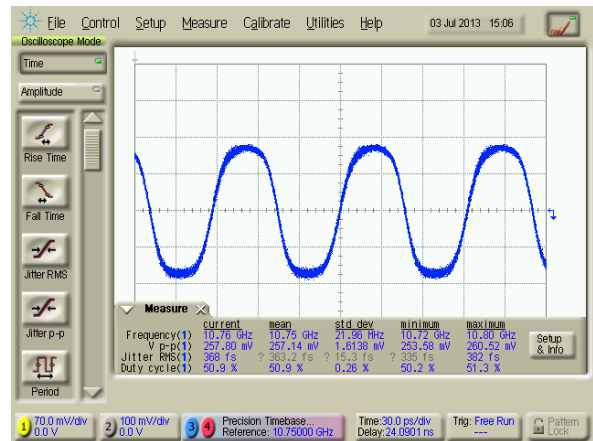 File Control Setup Measure Calibrate Utilities Help 03 Jul 2013 15:06
Oscilloscope Mode
Time
Amplitude
Rise Time
Fall Time
Jitter RMS
Jitter p-p
Period
Measure
current mean std dev minimum maximum
Frequency(1) 10.76 GHz 10.75 GHz 21.96 MHz 10.72 GHz 10.80 GHz
V p-p(1) 257.80 mV 257.14 mV 1.6138 mV 253.58 mV 260.52 mV
Jitter RMS(1) 368 fs ? 363.2 fs ? 15.3 fs ? 335 fs 382 fs
Duty cycle(1) 50.9 % 50.9 % 0.26 % 50.2 % 51.3 %
Setup
& Info
1 70.0 mV/div
0.0 V
2 100 mV/div
0.0 V
3 4 Precision Timebase...
Reference: 10.75000 GHz
Time:30.0 ps/div
Delay:24.0901 ns
Trig: Free Run
---
Pattern
Lock